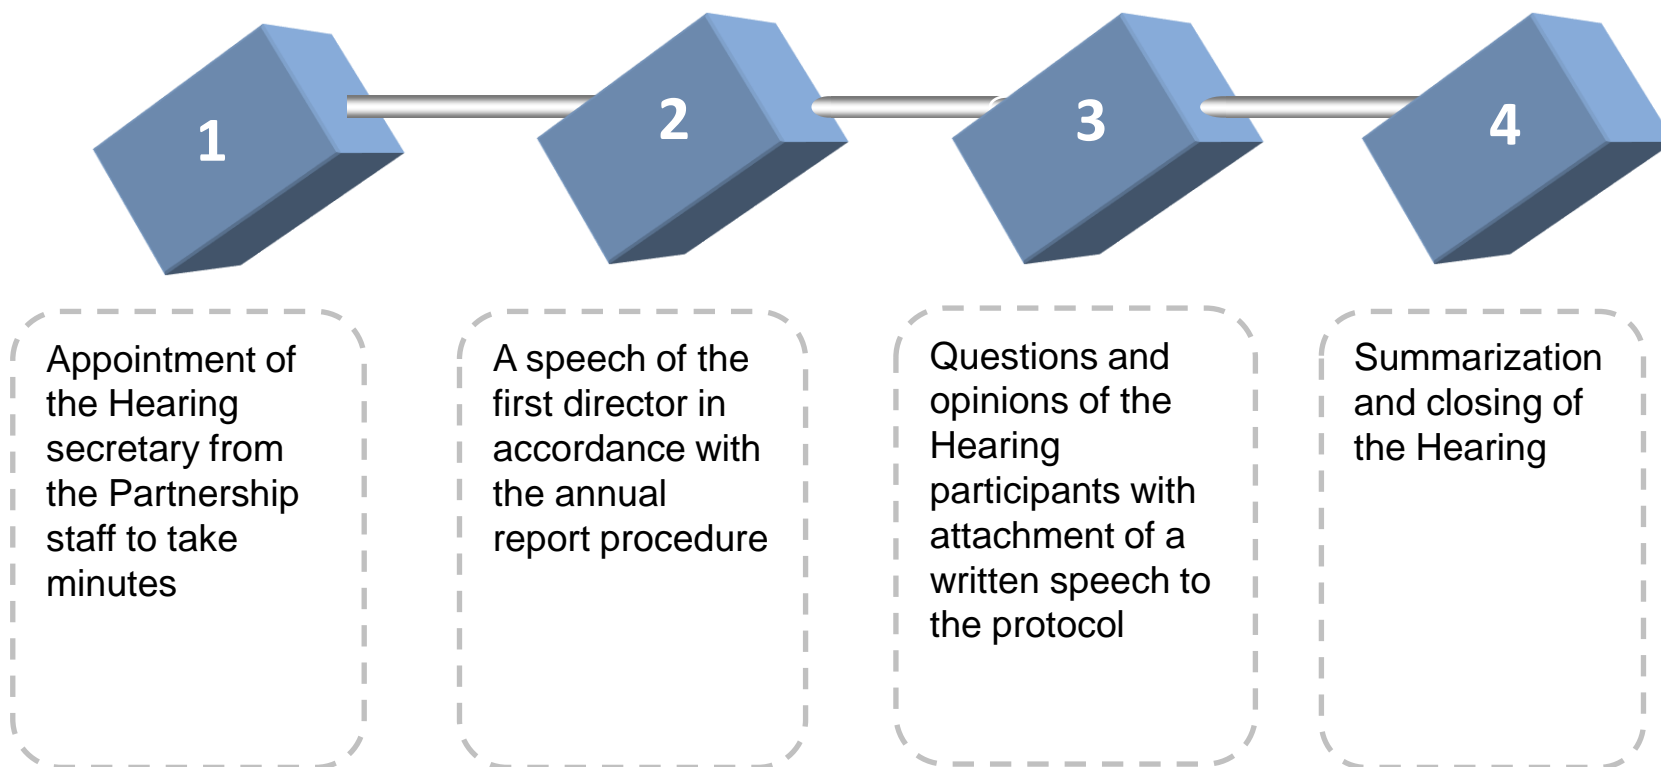 1
2
3
4
Appointment of
the Hearing
secretary from
the Partnership
staff to take
minutes
A speech of the
first director in
accordance with
the annual
report procedure
Questions and
opinions of the
Hearing
participants with
attachment of a
written speech to
the protocol
Summarization
and closing of
the Hearing